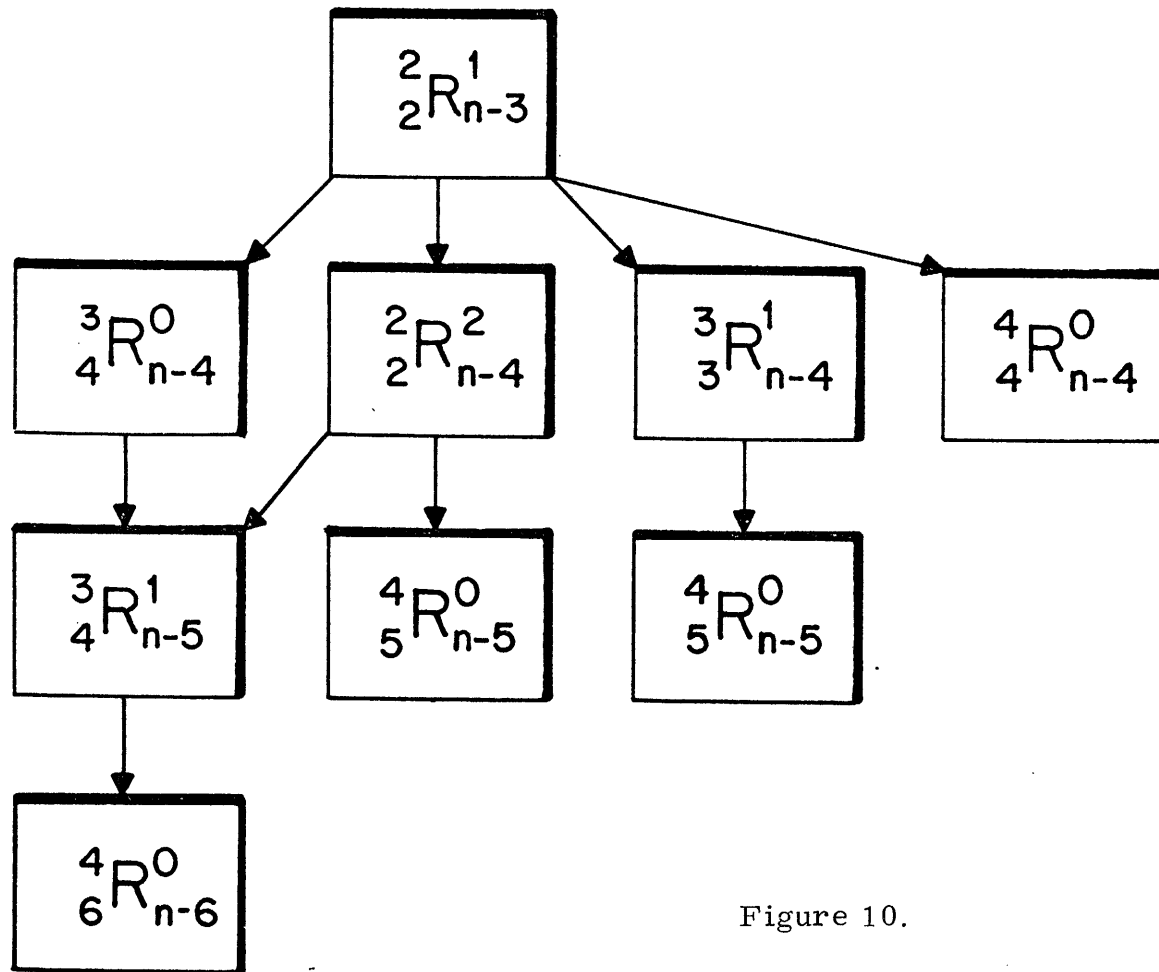 ²₂R¹ₙ₋₃
³₄R⁰ₙ₋₄ ²₂R²ₙ₋₄ ³₃R¹ₙ₋₄ ⁴₄R⁰ₙ₋₄
³₄R¹ₙ₋₅ ⁴₅R⁰ₙ₋₅ ⁴₅R⁰ₙ₋₅
⁴₆R⁰ₙ₋₆
Figure 10.